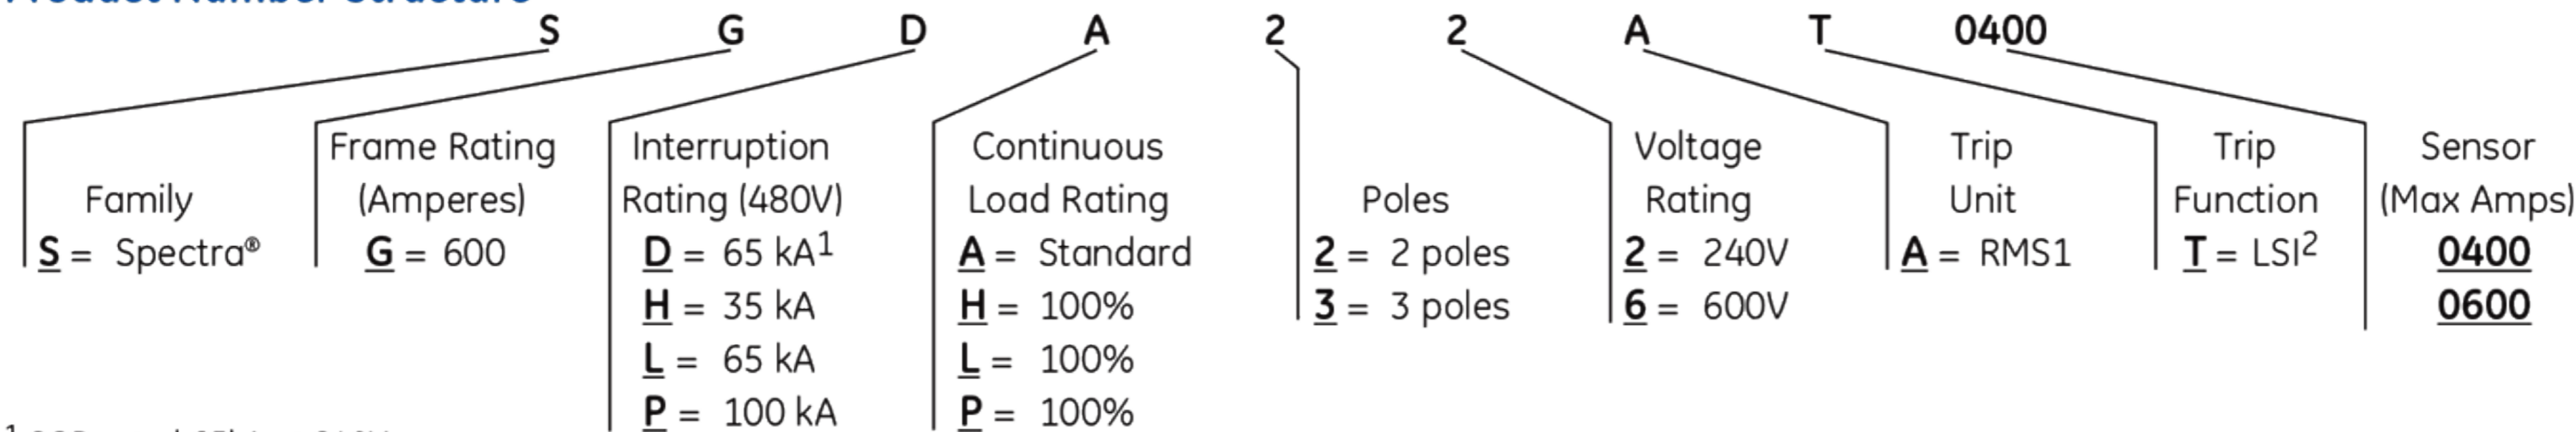 S G D A 2 2 A T 0400
Frame Rating Interruption Continuous Voltage Trip Trip Sensor
Family (Amperes) Rating (480V) Load Rating Poles Rating Unit Function (Max Amps)
S = Spectra® G = 600 D = 65 kA1 A = Standard 2 = 2 poles 2 = 240V A = RMS1 T = LSI2 0400
H = 35 kA H = 100% 3 = 3 poles 6 = 600V 0600
L = 65 kA L = 100%
P = 100 kA P = 100%